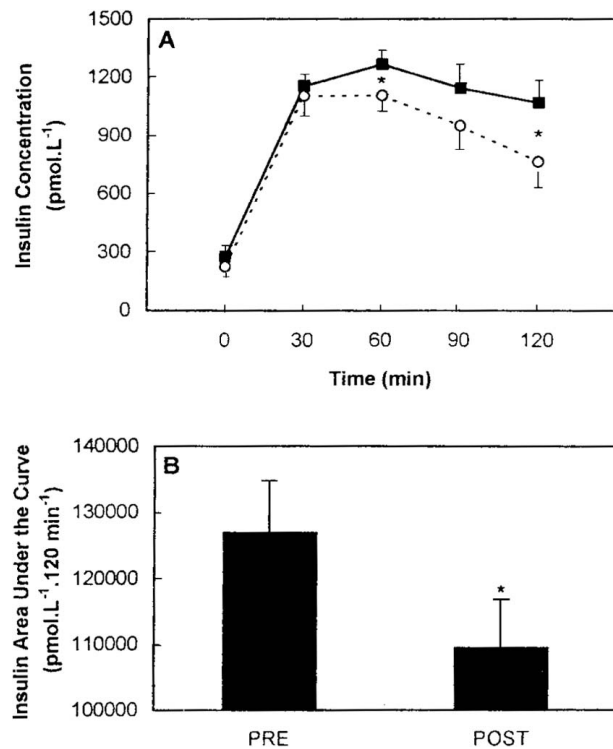 A
1500
1200
900
600
300
0
Insulin Concentration
(pmol.L⁻¹)
*
*
0 30 60 90 120
Time (min)
B
140000
130000
120000
110000
100000
Insulin Area Under the Curve
(pmol.L⁻¹.120 min⁻¹)
*
PRE POST